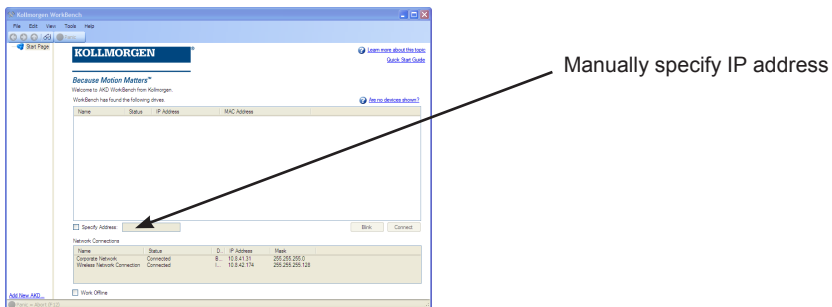 Kollmorgen WorkBench
File Edit View Tools Help
Start Page
KOLLMORGEN
®
Learn more about this topic
Quick Start Guide
Because Motion Matters™
Welcome to AKD WorkBench from Kollmorgen.
WorkBench has found the following drives:
Are no devices shown?
Name Status IP Address MAC Address
Specify Address:
Blink Connect
Network Connections
Name Status D... IP Address Mask
Corporate Network Connected B... 10.8.41.31 255.255.255.0
Wireless Network Connection Connected I... 10.8.42.174 255.255.255.128
Work Offline
Add New AKD...
Manually specify IP address